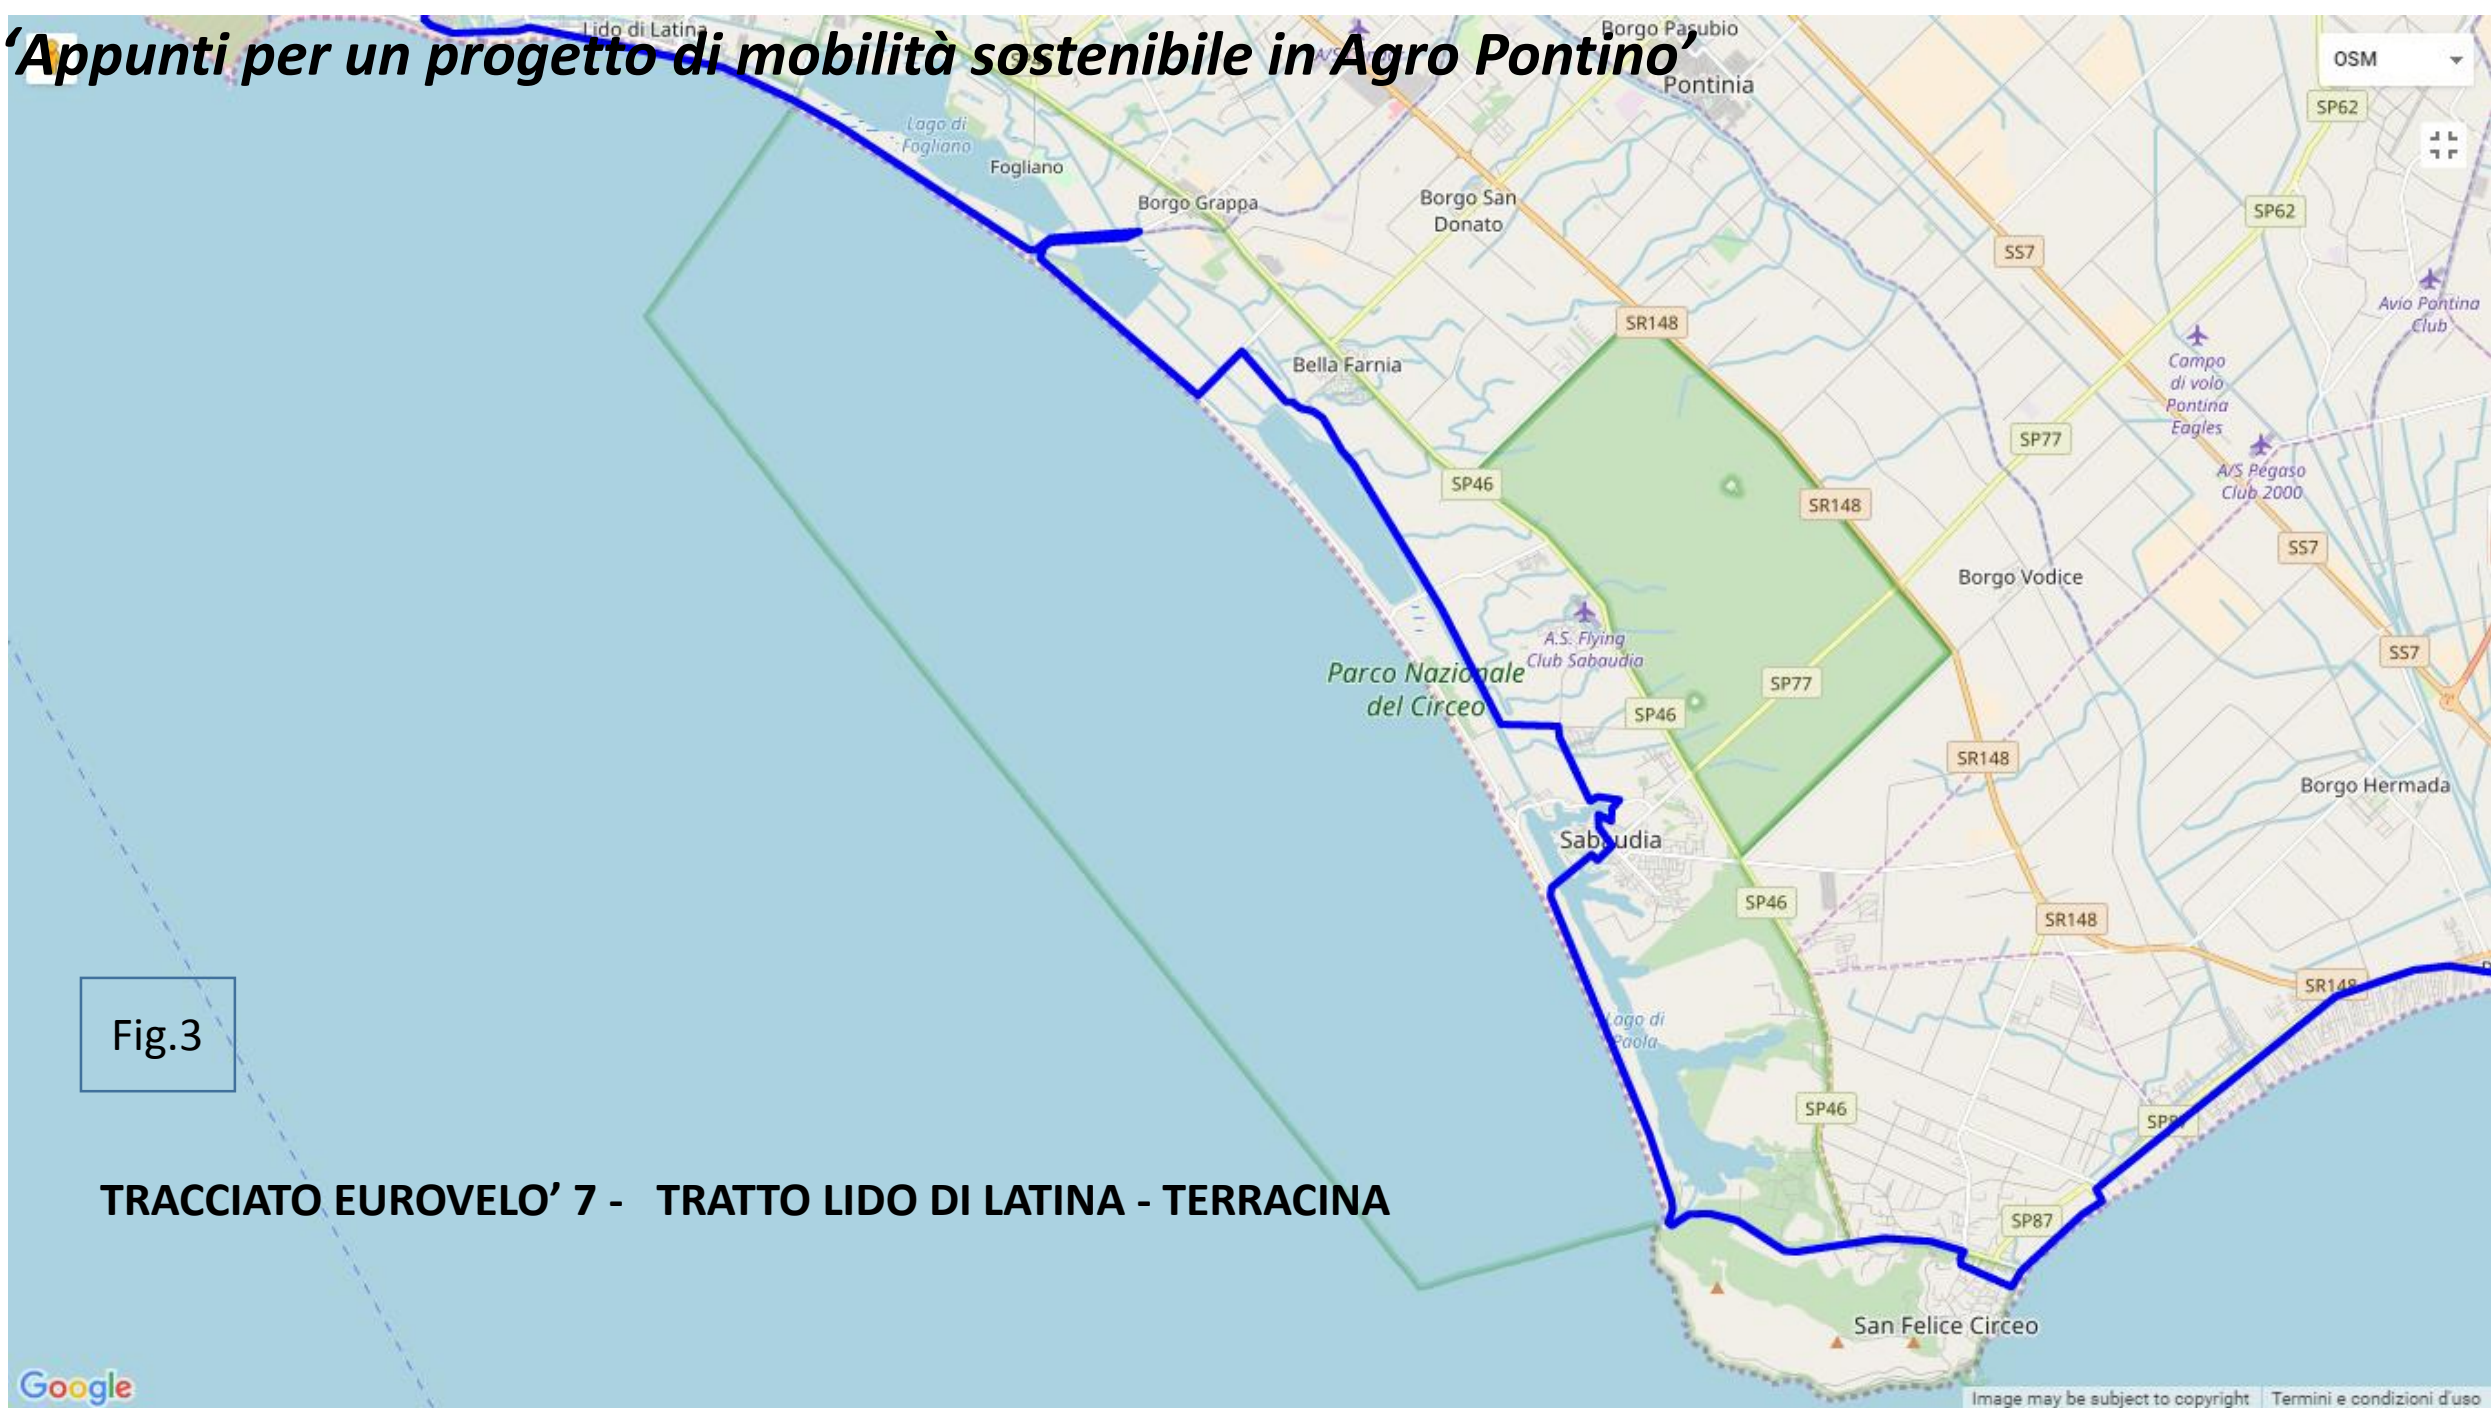 ‘Appunti per un progetto di mobilità sostenibile in Agro Pontino’
Lido di Latina
Borgo Pasubio
OSM
Pontinia
SP62
Lago di
Fogliano
Fogliano
Borgo Grappa
Borgo San
Donato
SP62
SS7
Avio Pontina
Club
SR148
Bella Farnia
Campo
di volo
Pontina
Eagles
SP77
A/S Pegaso
Club 2000
SP46
SR148
SS7
Borgo Vodice
A.S. Flying
Club Sabaudia
SS7
Parco Nazionale
del Circeo
SP77
SP46
SR148
Borgo Hermada
Sabaudia
SP46
SR148
SR148
Fig.3
Lago di
Paola
SP46
TRACCIATO EUROVELO’ 7 - TRATTO LIDO DI LATINA - TERRACINA
SP87
San Felice Circeo
Google
Image may be subject to copyright
Termini e condizioni d'uso